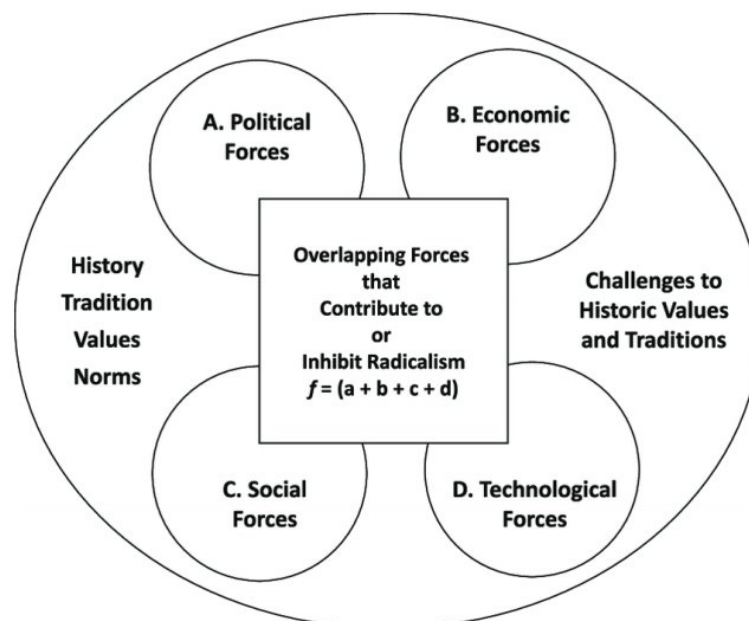 A. Political
Forces
B. Economic
Forces
History
Tradition
Values
Norms
Overlapping Forces
that
Contribute to
or
Inhibit Radicalism
f = (a + b + c + d)
Challenges to
Historic Values
and Traditions
C. Social
Forces
D. Technological
Forces